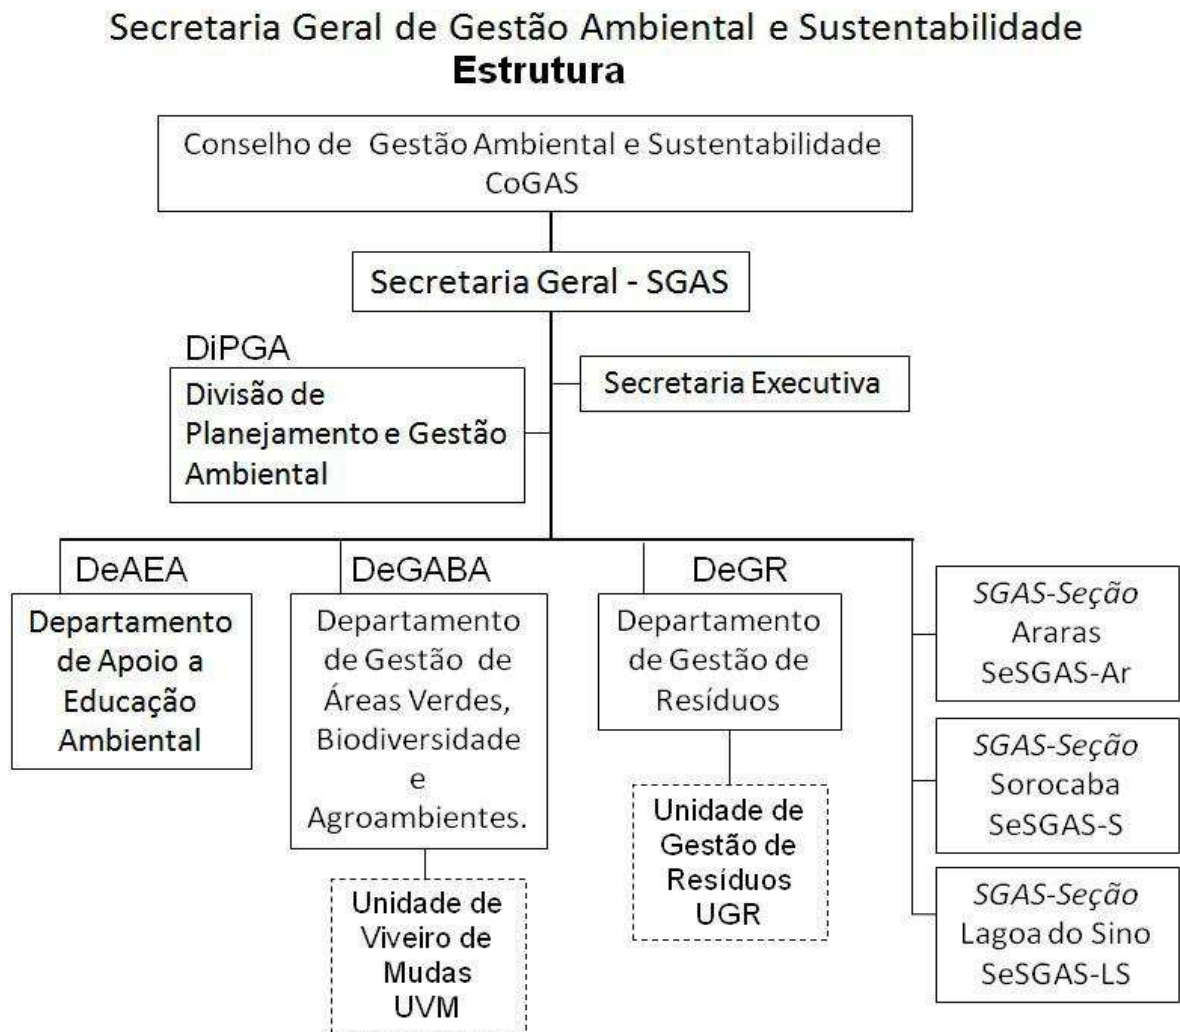 Secretaria Geral de Gestão Ambiental e Sustentabilidade
Estrutura
Conselho de Gestão Ambiental e Sustentabilidade
CoGAS
Secretaria Geral - SGAS
DiPGA
Divisão de
Planejamento e Gestão
Ambiental
Secretaria Executiva
DeAEA
Departamento
de Apoio a
Educação
Ambiental
DeGABA
Departamento
de Gestão de
Áreas Verdes,
Biodiversidade
e
Agroambientes.
Unidade de
Viveiro de
Mudas
UVM
DeGR
Departamento
de Gestão de
Resíduos
Unidade de
Gestão de
Resíduos
UGR
SGAS-Seção
Araras
SeSGAS-Ar
SGAS-Seção
Sorocaba
SeSGAS-S
SGAS-Seção
Lagoa do Sino
SeSGAS-LS